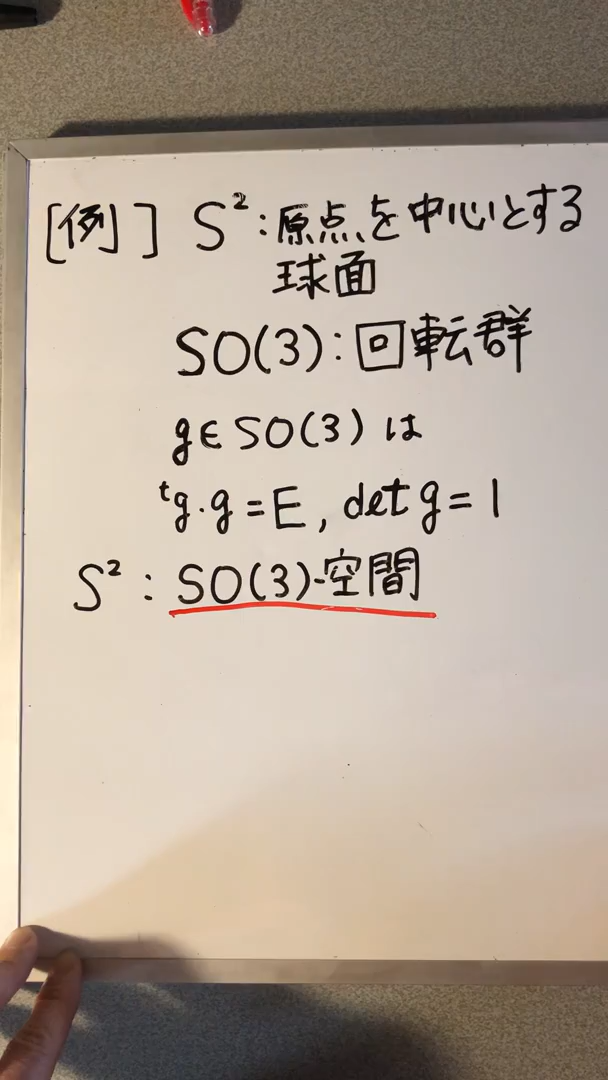 [例] S²:原点を中心とする
球面
SO(3):回転群
g∈SO(3)は
ᵗg・g=E, det g=1
S²:SO(3)-空間